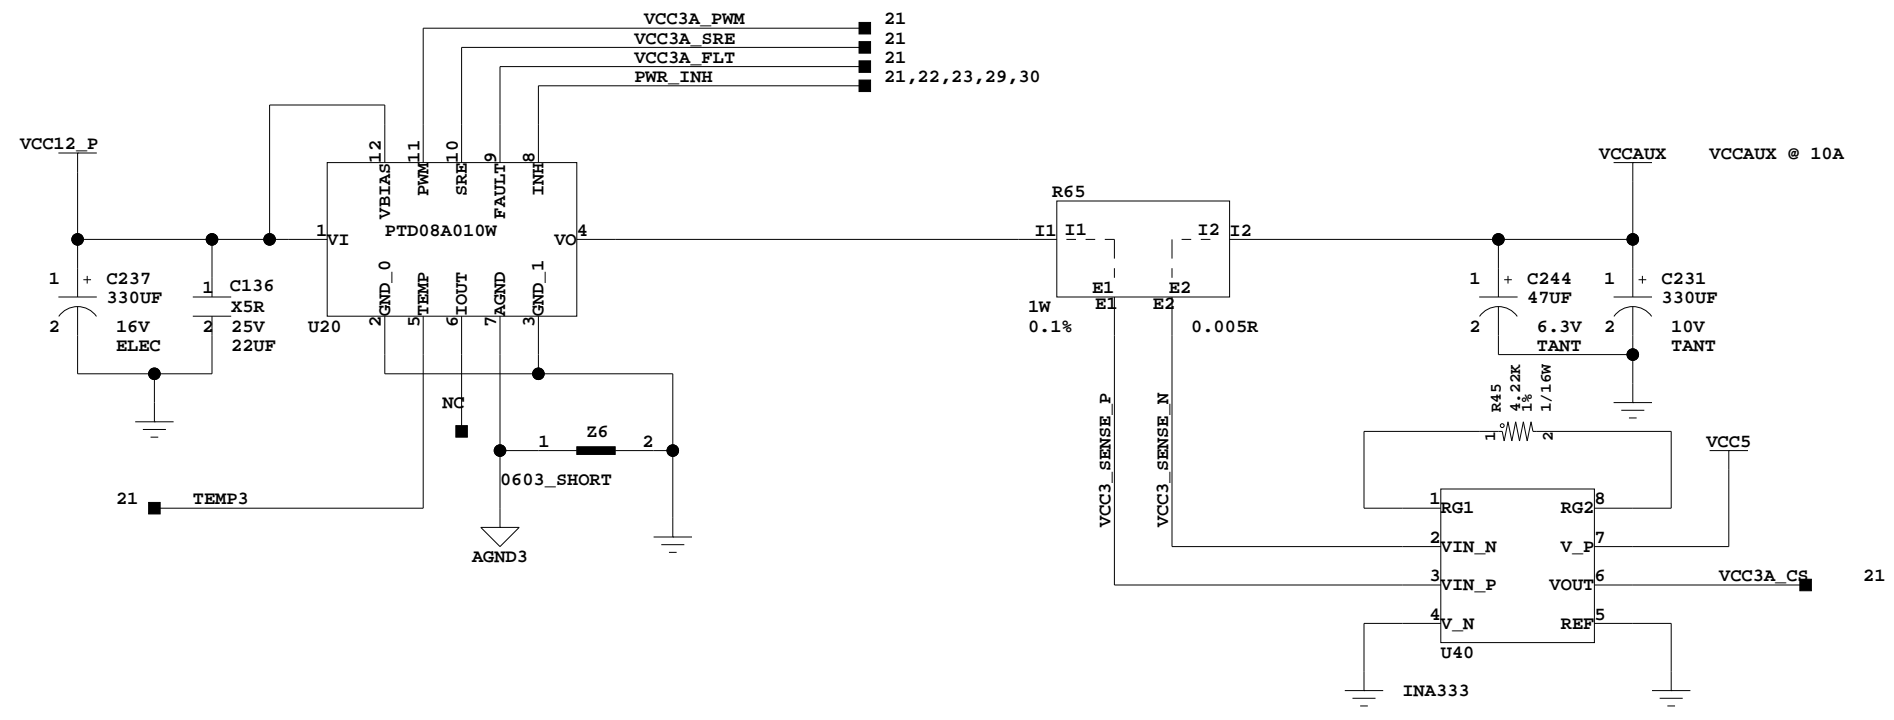 VCC3A_PWM 21
VCC3A_SRE 21
VCC3A_FLT 21
PWR_INH 21,22,23,29,30
VCC12_P
12 11 10 9 8
VBIAS PWM SRE FAULT INH
PTD08A010W
1 VI
VO 4
GND_0 TEMP IOUT AGND GND_1
2 5 6 7 3
U20
1 + C237
330UF
2 16V
ELEC
1 C136
X5R
2 25V
22UF
NC
1 Z6 2
0603_SHORT
21 TEMP3
AGND3
R65
I1 I1 I2 I2
E1 E2
E1 E2
1W
0.1%
0.005R
VCC3_SENSE_P
VCC3_SENSE_N
VCCAUX VCCAUX @ 10A
1 + C244
47UF
2 6.3V
TANT
1 + C231
330UF
2 10V
TANT
R45
4.22K
1%
1/16W
1 2
VCC5
1 RG1 RG2 8
2 VIN_N V_P 7
3 VIN_P VOUT 6
4 V_N REF 5
VCC3A_CS 21
U40
INA333